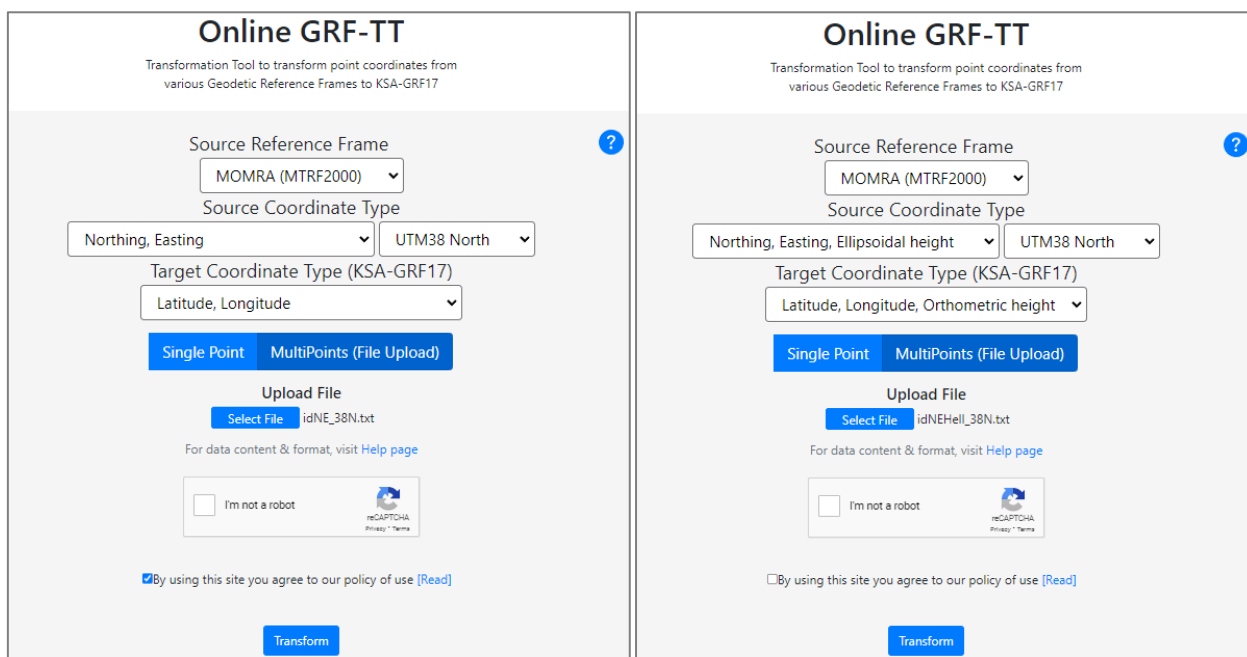 Online GRF-TT
Transformation Tool to transform point coordinates from
various Geodetic Reference Frames to KSA-GRF17
Source Reference Frame
?
MOMRA (MTRF2000)
Source Coordinate Type
Northing, Easting
UTM38 North
Target Coordinate Type (KSA-GRF17)
Latitude, Longitude
Single Point
MultiPoints (File Upload)
Upload File
Select File idNE_38N.txt
For data content & format, visit Help page
I'm not a robot
reCAPTCHA
Privacy * Terms
By using this site you agree to our policy of use [Read]
Transform
Online GRF-TT
Transformation Tool to transform point coordinates from
various Geodetic Reference Frames to KSA-GRF17
Source Reference Frame
?
MOMRA (MTRF2000)
Source Coordinate Type
Northing, Easting, Ellipsoidal height
UTM38 North
Target Coordinate Type (KSA-GRF17)
Latitude, Longitude, Orthometric height
Single Point
MultiPoints (File Upload)
Upload File
Select File idNEHell_38N.txt
For data content & format, visit Help page
I'm not a robot
reCAPTCHA
Privacy * Terms
By using this site you agree to our policy of use [Read]
Transform